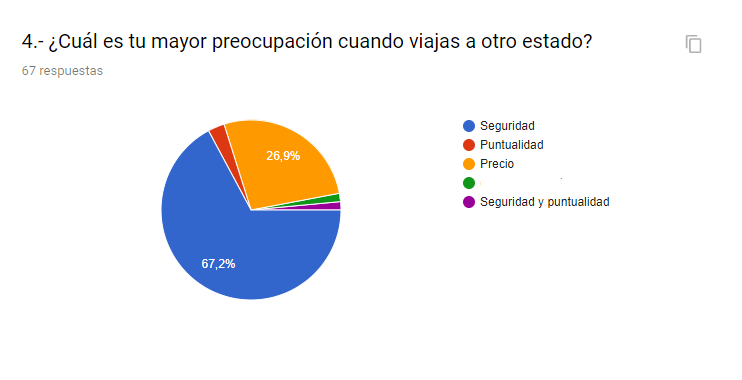 4.- ¿Cuál es tu mayor preocupación cuando viajas a otro estado?
67 respuestas
Seguridad
Puntualidad
26,9%
Precio
Seguridad y puntualidad
67,2%